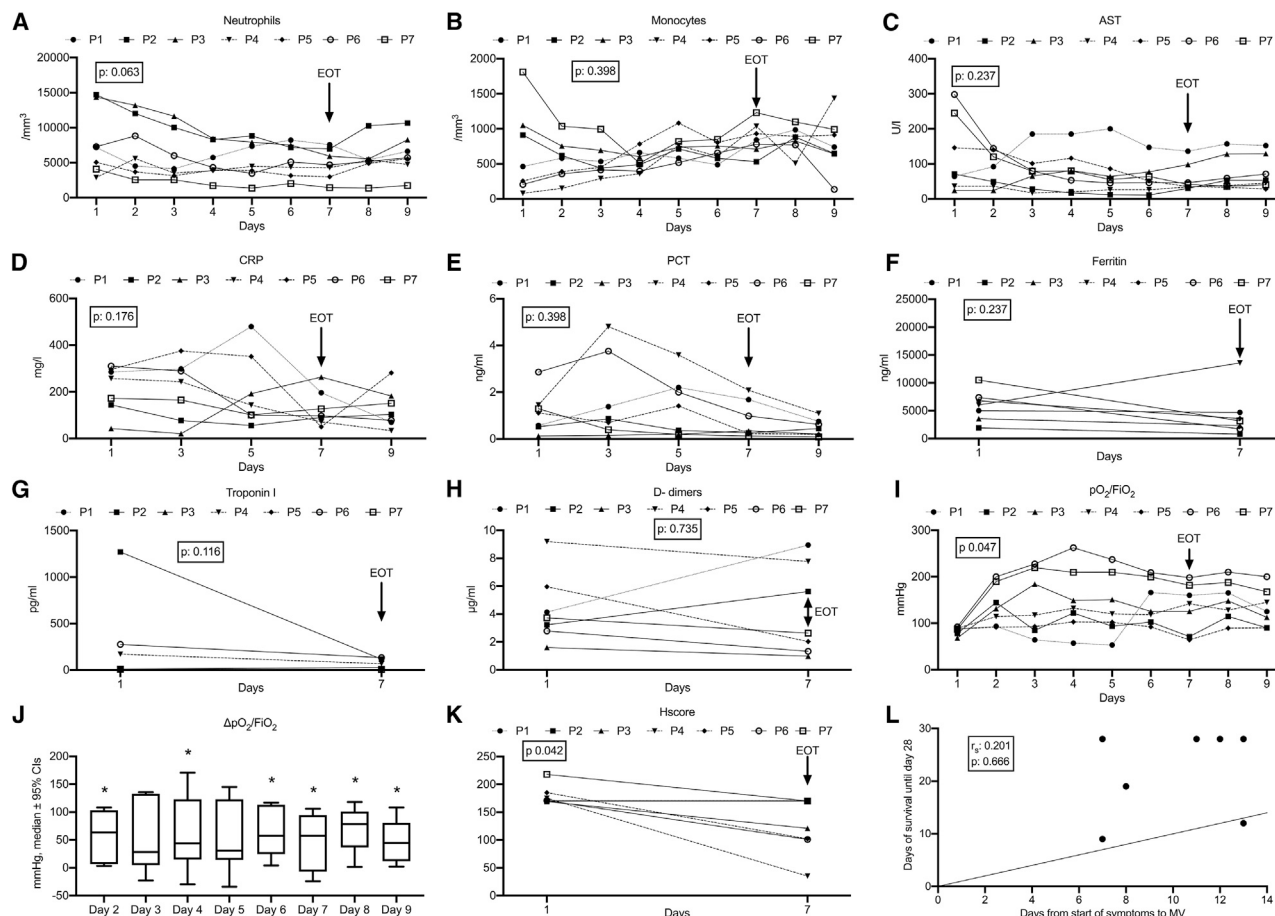 A
Neutrophils
P1 P2 P3 P4 P5 P6 P7
20000
15000
10000
5000
0
/mm3
p: 0.063
EOT
1 2 3 4 5 6 7 8 9
Days
B
Monocytes
P1 P2 P3 P4 P5 P6 P7
2000
1500
1000
500
0
/mm3
p: 0.398
EOT
1 2 3 4 5 6 7 8 9
Days
C
AST
P1 P2 P3 P4 P5 P6 P7
400
300
200
100
0
U/l
p: 0.237
EOT
1 2 3 4 5 6 7 8 9
Days
D
CRP
P1 P2 P3 P4 P5 P6 P7
600
400
200
0
mg/l
p: 0.176
EOT
1 3 5 7 9
Days
E
PCT
P1 P2 P3 P4 P5 P6 P7
6
4
2
0
ng/ml
p: 0.398
EOT
1 3 5 7 9
Days
F
Ferritin
P1 P2 P3 P4 P5 P6 P7
25000
20000
15000
10000
5000
0
ng/ml
p: 0.237
EOT
1 7
Days
G
Troponin I
P1 P2 P3 P4 P5 P6 P7
1500
1000
500
0
pg/ml
p: 0.116
EOT
1 7
Days
H
D- dimers
P1 P2 P3 P4 P5 P6 P7
10
8
6
4
2
0
µg/ml
p: 0.735
EOT
1 7
Days
I
pO2/FiO2
P1 P2 P3 P4 P5 P6 P7
300
200
100
0
mmHg
p 0.047
EOT
1 2 3 4 5 6 7 8 9
Days
J
ΔpO2/FiO2
200
150
100
50
0
-50
mmHg, median ± 95% CIs
* * * * * *
Day 2 Day 3 Day 4 Day 5 Day 6 Day 7 Day 8 Day 9
K
Hscore
P1 P2 P3 P4 P5 P6 P7
250
200
150
100
50
0
p 0.042
EOT
1 7
Days
L
30
20
10
0
Days of survival until day 28
rs: 0.201
p: 0.666
0 2 4 6 8 10 12 14
Days from start of symptoms to MV